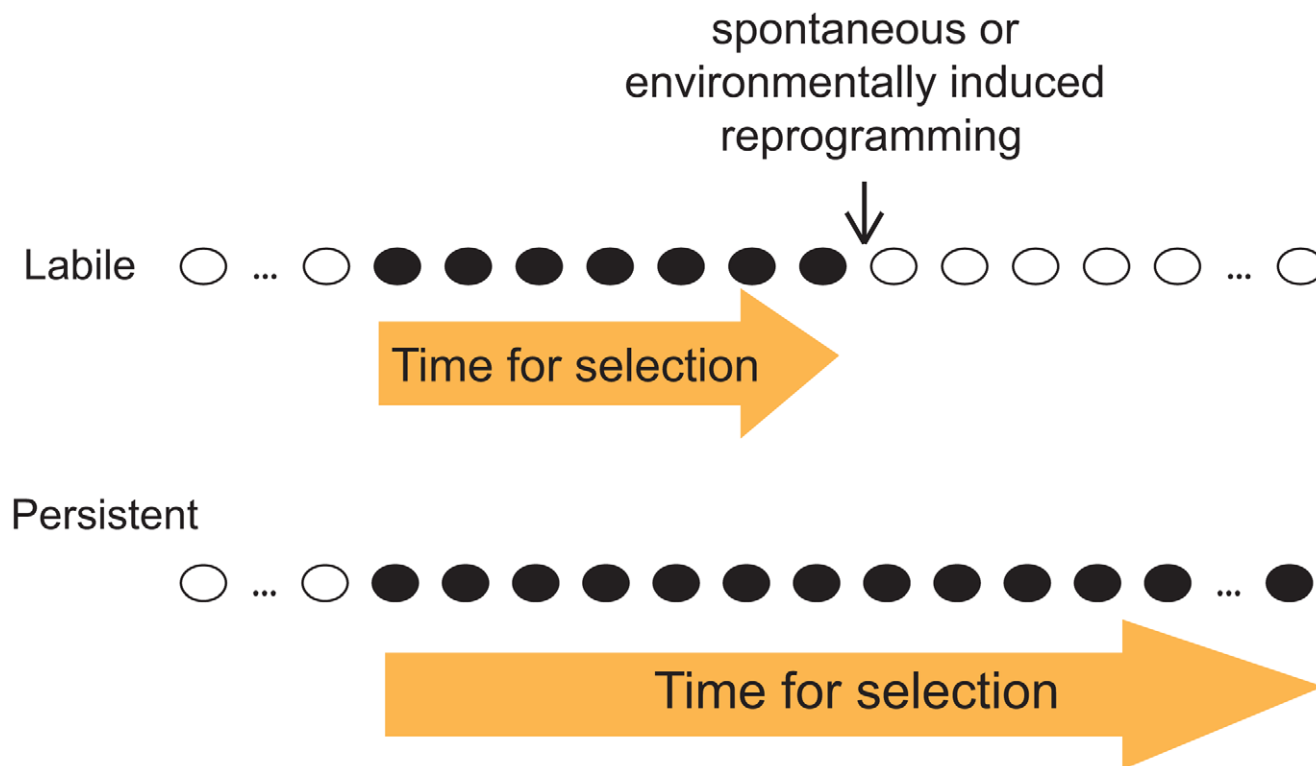 spontaneous or
environmentally induced
reprogramming
Labile ... ...
Time for selection
Persistent
... ...
Time for selection